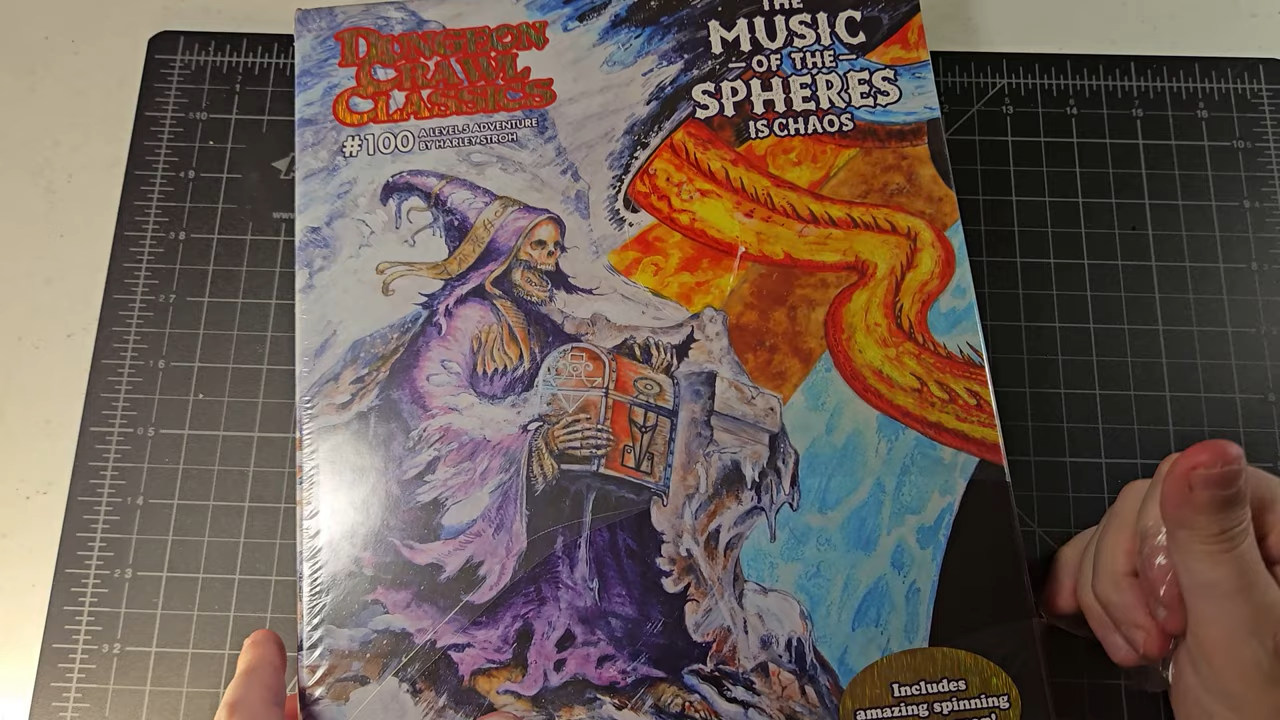 DUNGEON
CRAWL
CLASSICS
#100
A LEVEL 5 ADVENTURE
BY HARLEY STROH
THE
MUSIC
- OF THE -
SPHERES
IS CHAOS
Includes
amazing spinning